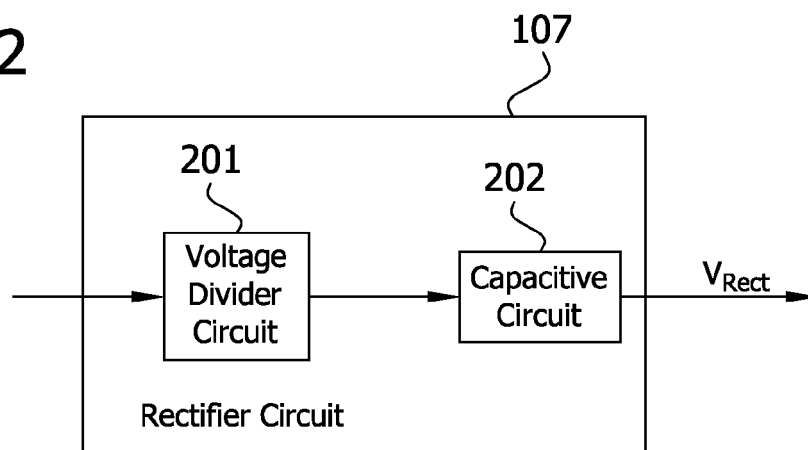 2
107
201
202
Voltage
Divider
Circuit
Capacitive
Circuit
VRect
Rectifier Circuit